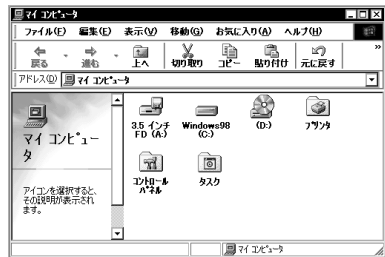 マイ コンピュータ
ファイル(F) 編集(E) 表示(V) 移動(G) お気に入り(A) ヘルプ(H)
戻る 進む 上へ 切り取り コピー 貼り付け 元に戻す »
アドレス(D) マイ コンピュータ
マイ コンピュー
タ
アイコンを選択すると、
その説明が表示され
ます。
3.5 インチ
FD (A:)
Windows98
(C:)
(D:)
プリンタ
コントロール
パネル
タスク
マイ コンピュータ